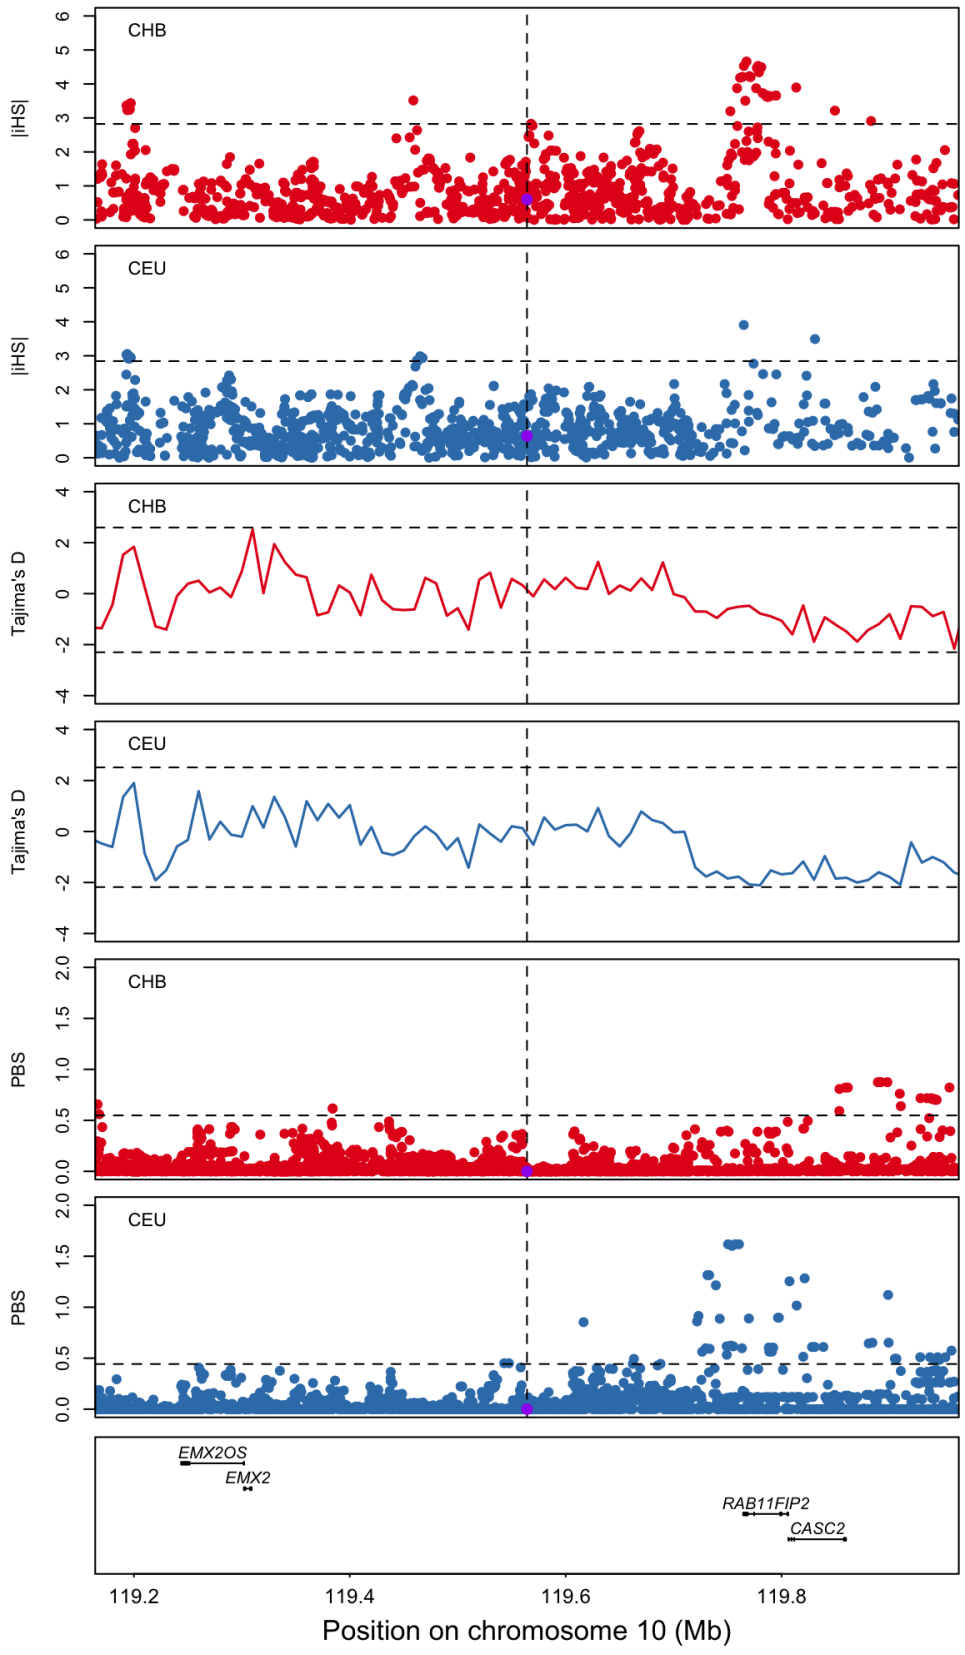 CHB
|iHS|
0 1 2 3 4 5 6
CEU
|iHS|
0 1 2 3 4 5 6
CHB
Tajima's D
-4 -2 0 2 4
CEU
Tajima's D
-4 -2 0 2 4
CHB
PBS
0.0 0.5 1.0 1.5 2.0
CEU
PBS
0.0 0.5 1.0 1.5 2.0
EMX2OS
EMX2
RAB11FIP2
CASC2
119.2 119.4 119.6 119.8
Position on chromosome 10 (Mb)